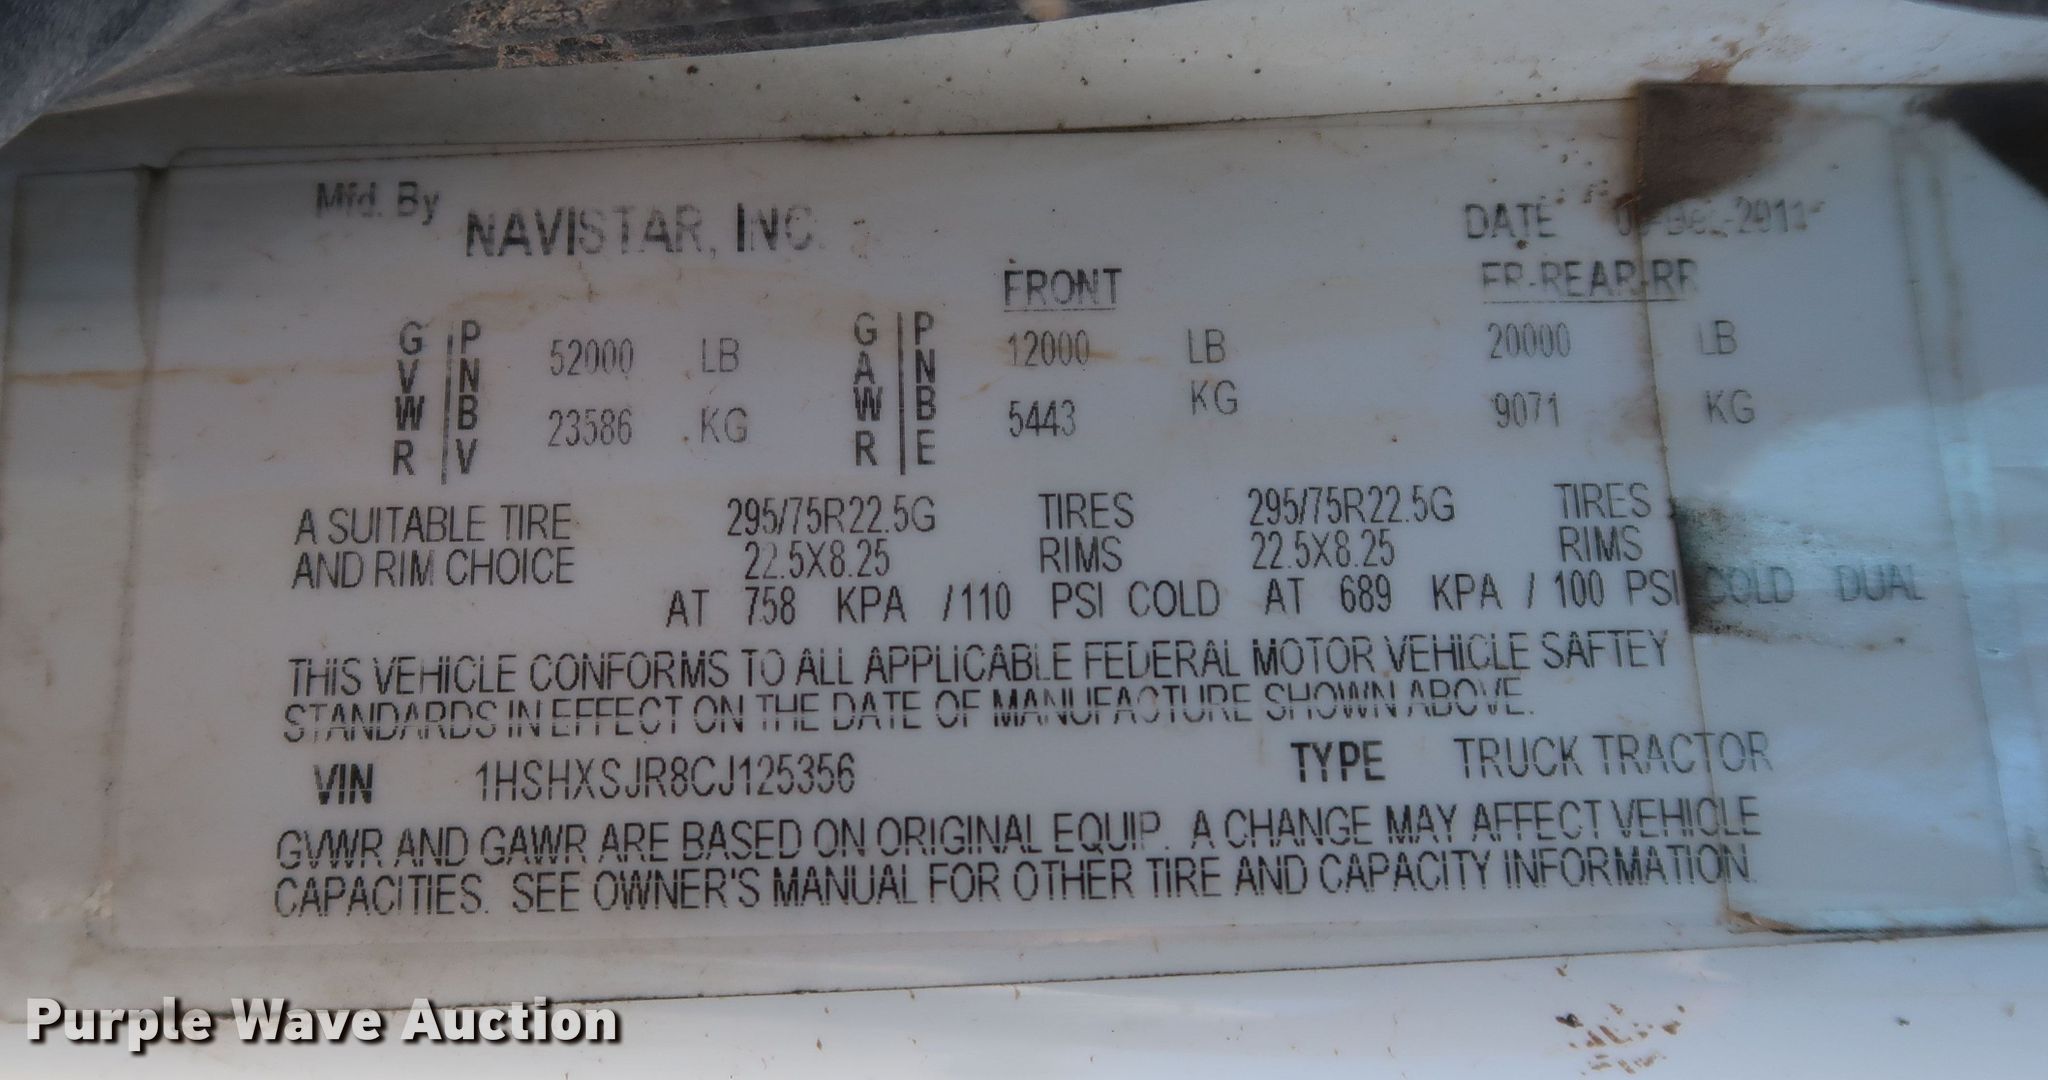 Mfd. By NAVISTAR, INC. DATE
FRONT FR-REAR-RR
GVWR PNBV 52000 LB GAWR PNBE 12000 LB 20000 LB
23586 KG 5443 KG 9071 KG
A SUITABLE TIRE 295/75R22.5G TIRES 295/75R22.5G TIRES
AND RIM CHOICE 22.5X8.25 RIMS 22.5X8.25 RIMS
AT 758 KPA /110 PSI COLD AT 689 KPA / 100 PSI COLD DUAL
THIS VEHICLE CONFORMS TO ALL APPLICABLE FEDERAL MOTOR VEHICLE SAFTEY
STANDARDS IN EFFECT ON THE DATE OF MANUFACTURE SHOWN ABOVE.
VIN 1HSHXSJR8CJ125356 TYPE TRUCK TRACTOR
GVWR AND GAWR ARE BASED ON ORIGINAL EQUIP. A CHANGE MAY AFFECT VEHICLE
CAPACITIES. SEE OWNER'S MANUAL FOR OTHER TIRE AND CAPACITY INFORMATION.
Purple Wave Auction